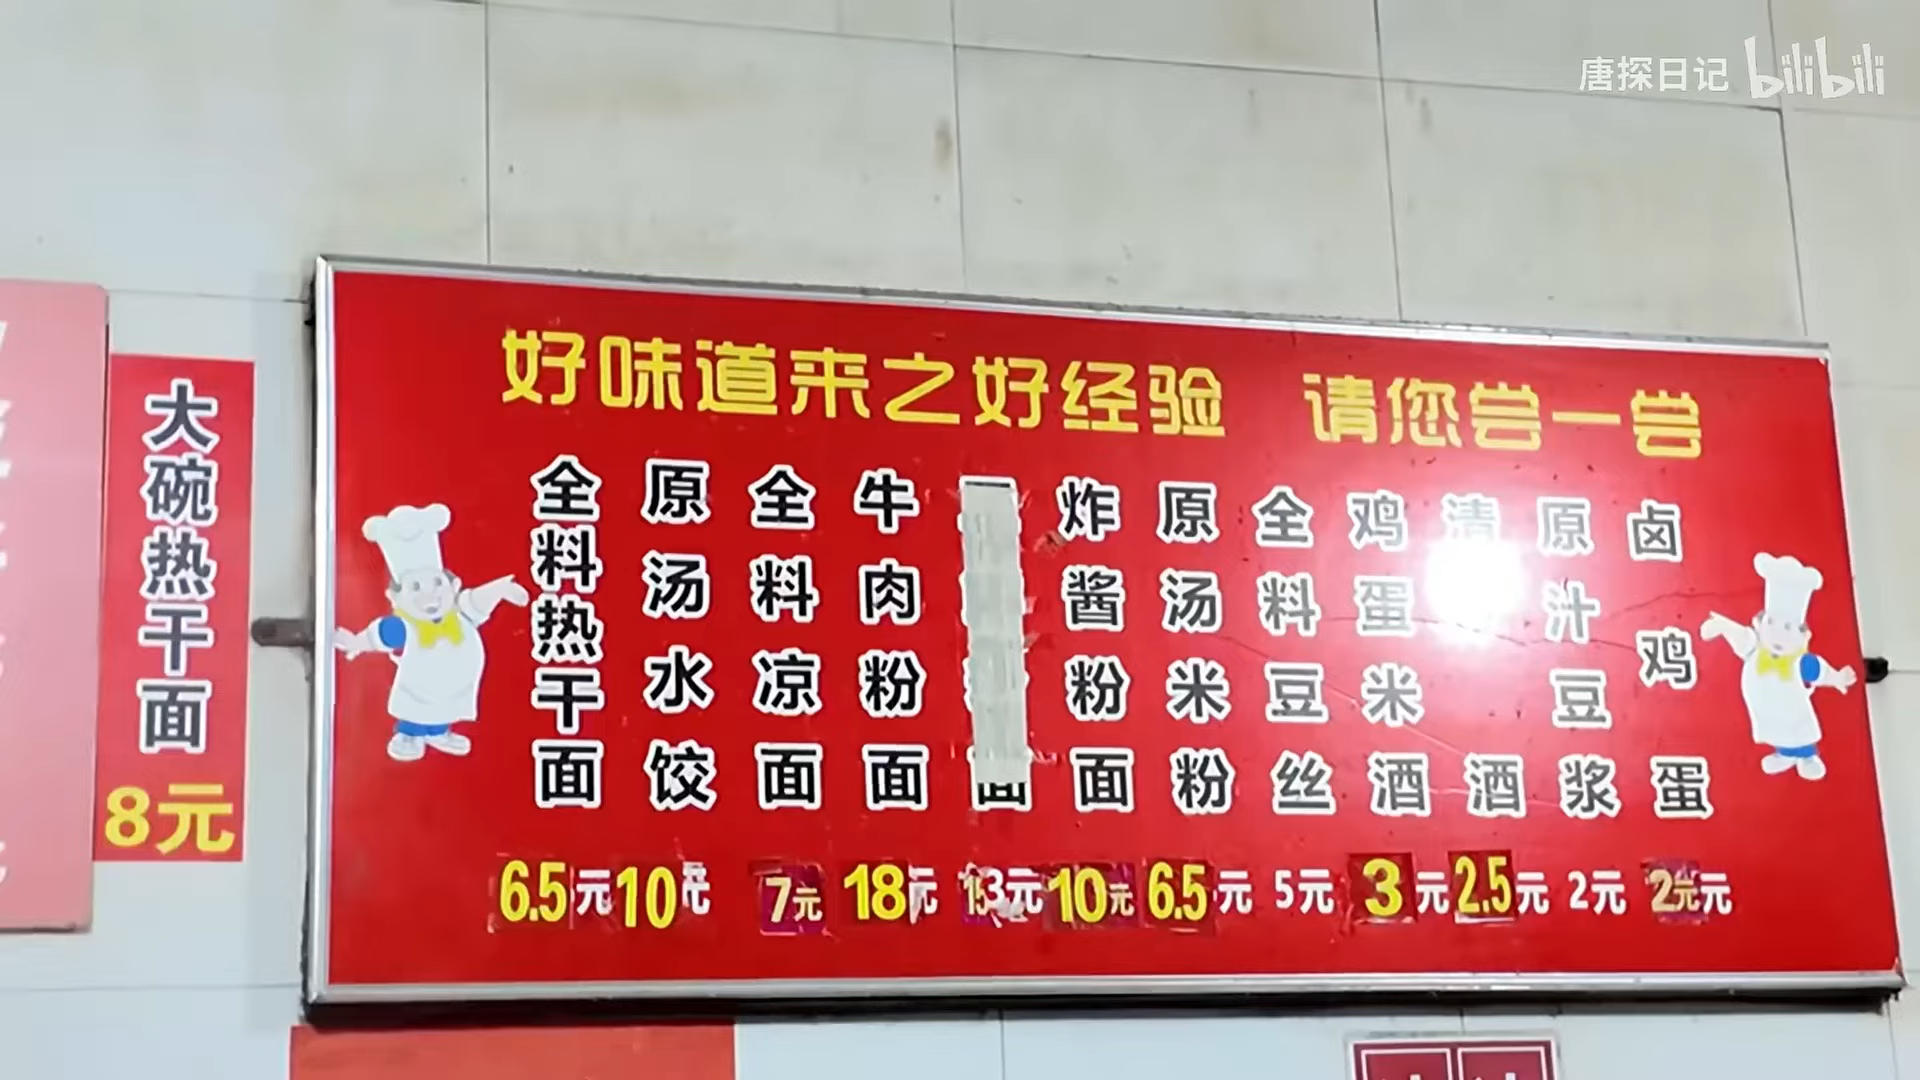 唐探日记 bilibili
好味道来之好经验 请您尝一尝
大碗热干面
8元
全料热干面
6.5元
原汤水饺
10元
全料凉面
7元
牛肉粉面
18元
面
13元
炸酱粉面
10元
原汤米粉
6.5元
全料豆丝
5元
鸡蛋米酒
3元
清酒
2.5元
原汁豆浆
2元
卤鸡蛋
2元元